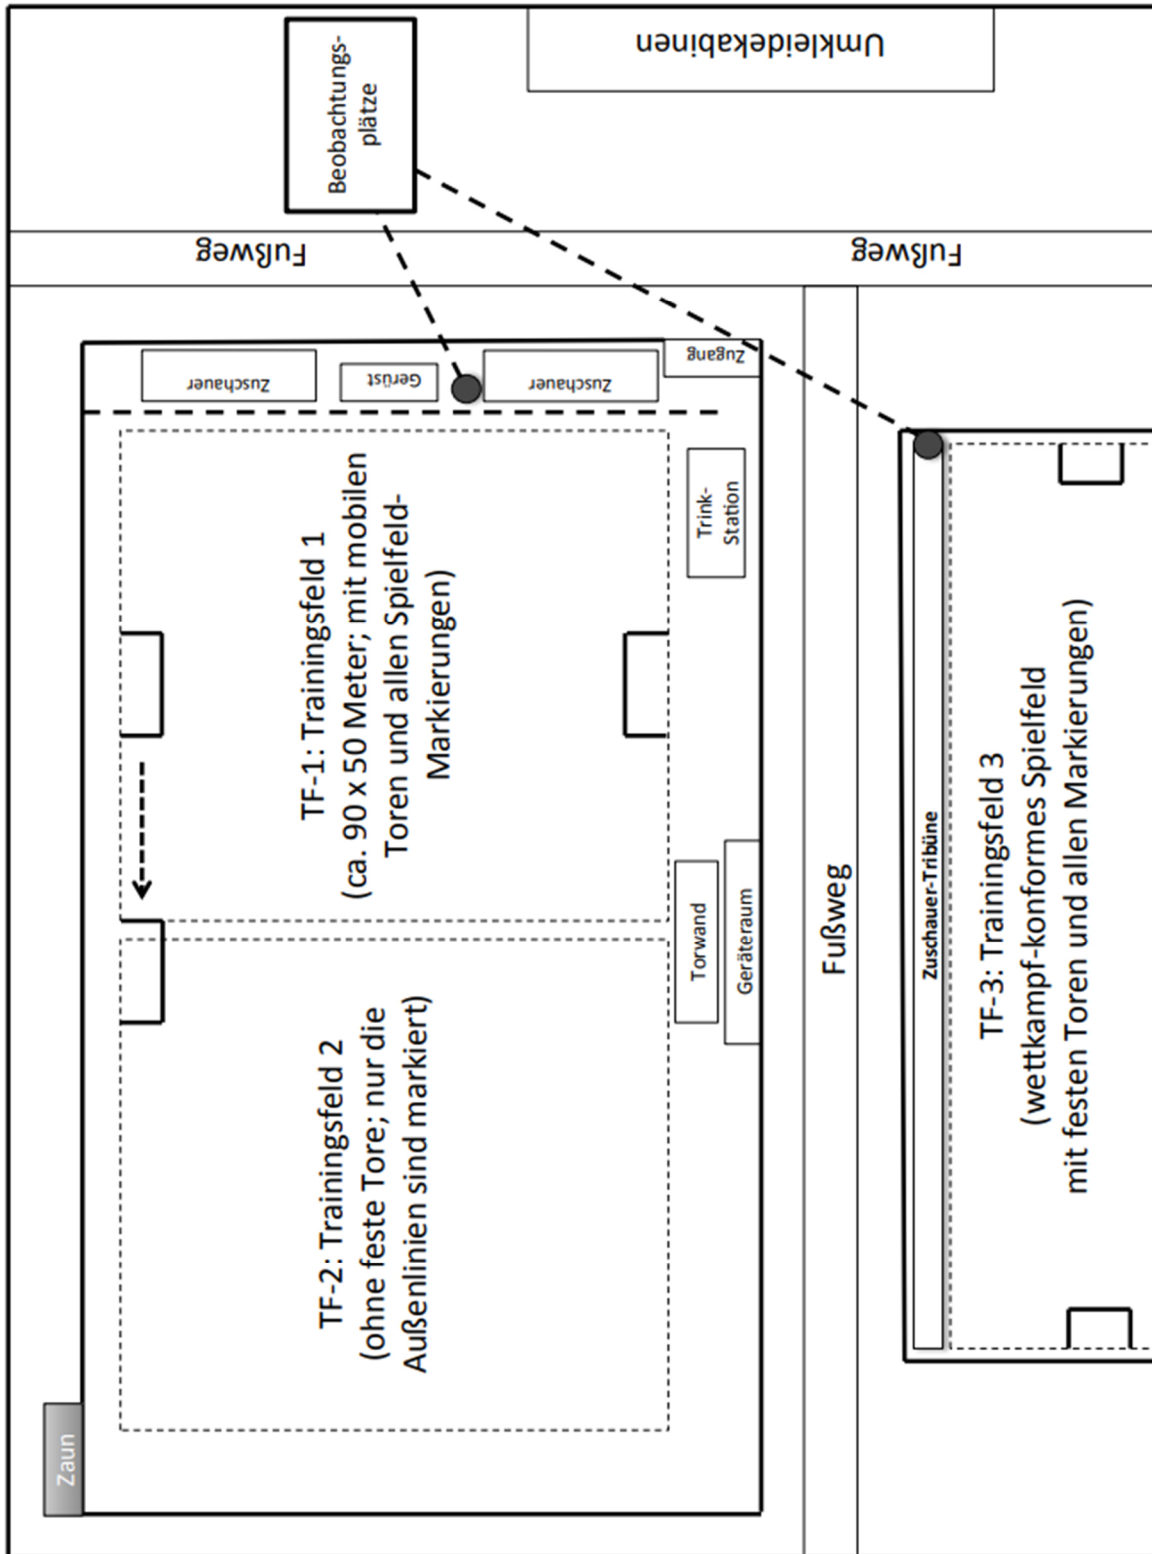 Umkleidekabinen
Beobachtungs-
plätze
Fußweg
Fußweg
Zuschauer
Gerüst
Zuschauer
Zugang
TF-1: Trainingsfeld 1
(ca. 90 x 50 Meter; mit mobilen
Toren und allen Spielfeld-
Markierungen)
Trink-
Station
TF-2: Trainingsfeld 2
(ohne feste Tore; nur die
Außenlinien sind markiert)
Torwand
Geräteraum
Fußweg
Zuschauer-Tribüne
TF-3: Trainingsfeld 3
(wettkampf-konformes Spielfeld
mit festen Toren und allen Markierungen)
Zaun